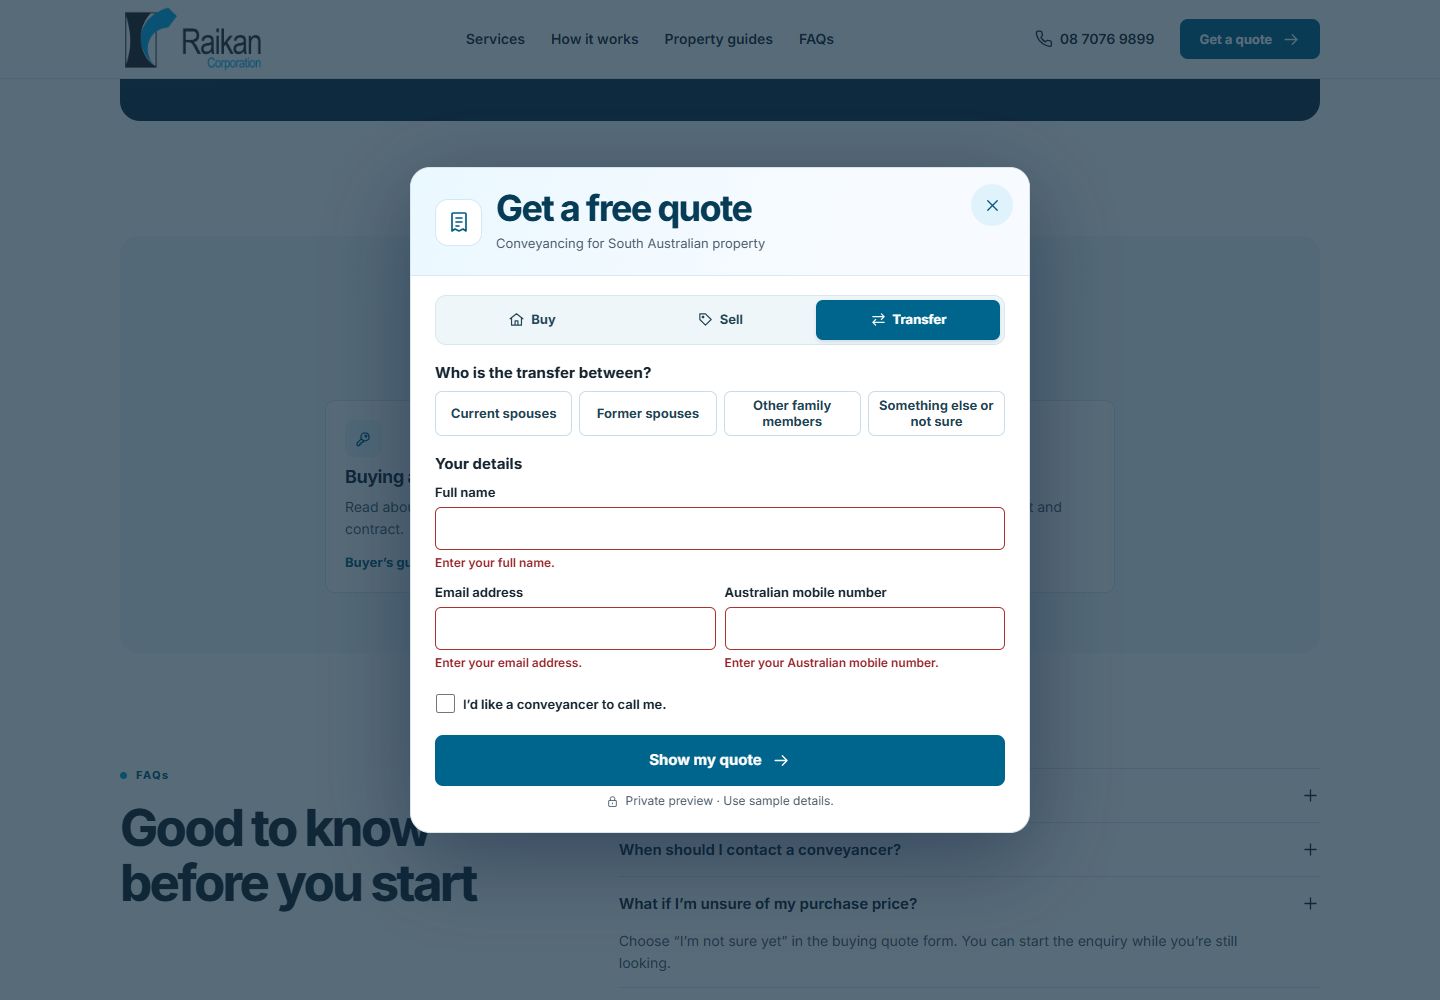 Raikan
Corporation
Services
How it works
Property guides
FAQs
08 7076 9899
Get a quote
Get a free quote
Conveyancing for South Australian property
Buy
Sell
Transfer
Who is the transfer between?
Current spouses
Former spouses
Other family
members
Something else or
not sure
Your details
Full name
Enter your full name.
Email address
Australian mobile number
Enter your email address.
Enter your Australian mobile number.
I’d like a conveyancer to call me.
Show my quote
Private preview · Use sample details.
Buying
Read
contract.
Buyer’s
and
FAQs
Good to know
before you start
When should I contact a conveyancer?
What if I’m unsure of my purchase price?
Choose “I’m not sure yet” in the buying quote form. You can start the enquiry while you’re still
looking.